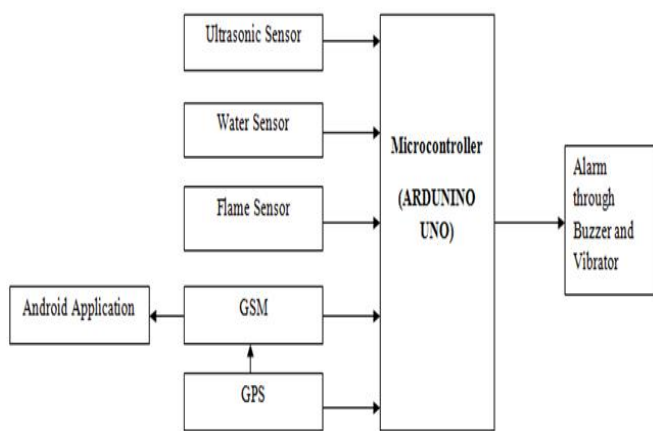 Ultrasonic Sensor
Water Sensor
Microcontroller
(ARDUNINO
UNO)
Alarm
through
Buzzer and
Vibrator
Flame Sensor
Android Application
GSM
GPS